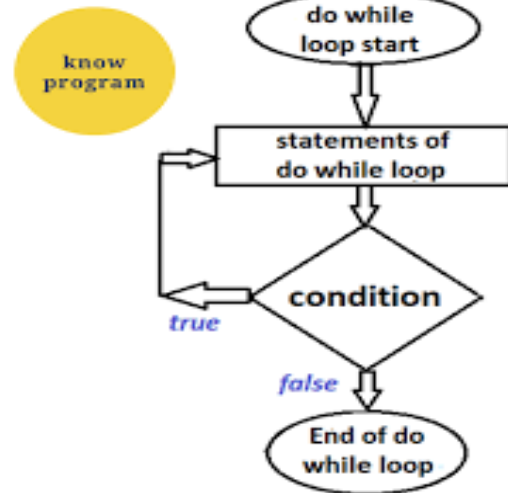 know
program
do while
loop start
statements of
do while loop
condition
true
false
End of do
while loop